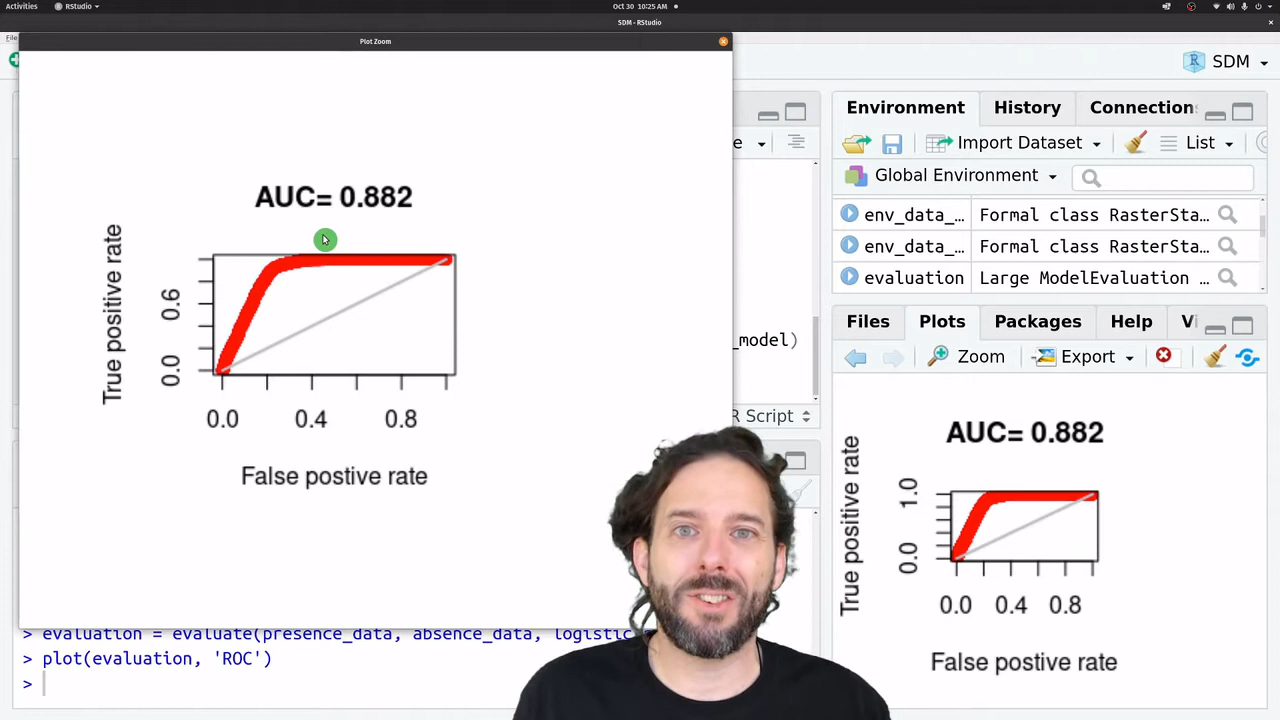 Activities
RStudio
Oct 30 10:25 AM
SDM - RStudio
Plot Zoom
File
SDM
AUC= 0.882
True positive rate
0.0
0.6
0.0
0.4
0.8
False postive rate
_model)
R Script
> evaluation = evaluate(presence_data, absence_data, logistic
> plot(evaluation, 'ROC')
>
Environment
History
Connection
Import Dataset
List
Global Environment
env_data_… Formal class RasterSta…
env_data_… Formal class RasterSta…
evaluation Large ModelEvaluation …
Files
Plots
Packages
Help
Vi
Zoom
Export
AUC= 0.882
True positive rate
0.0
1.0
0.0
0.4
0.8
False postive rate